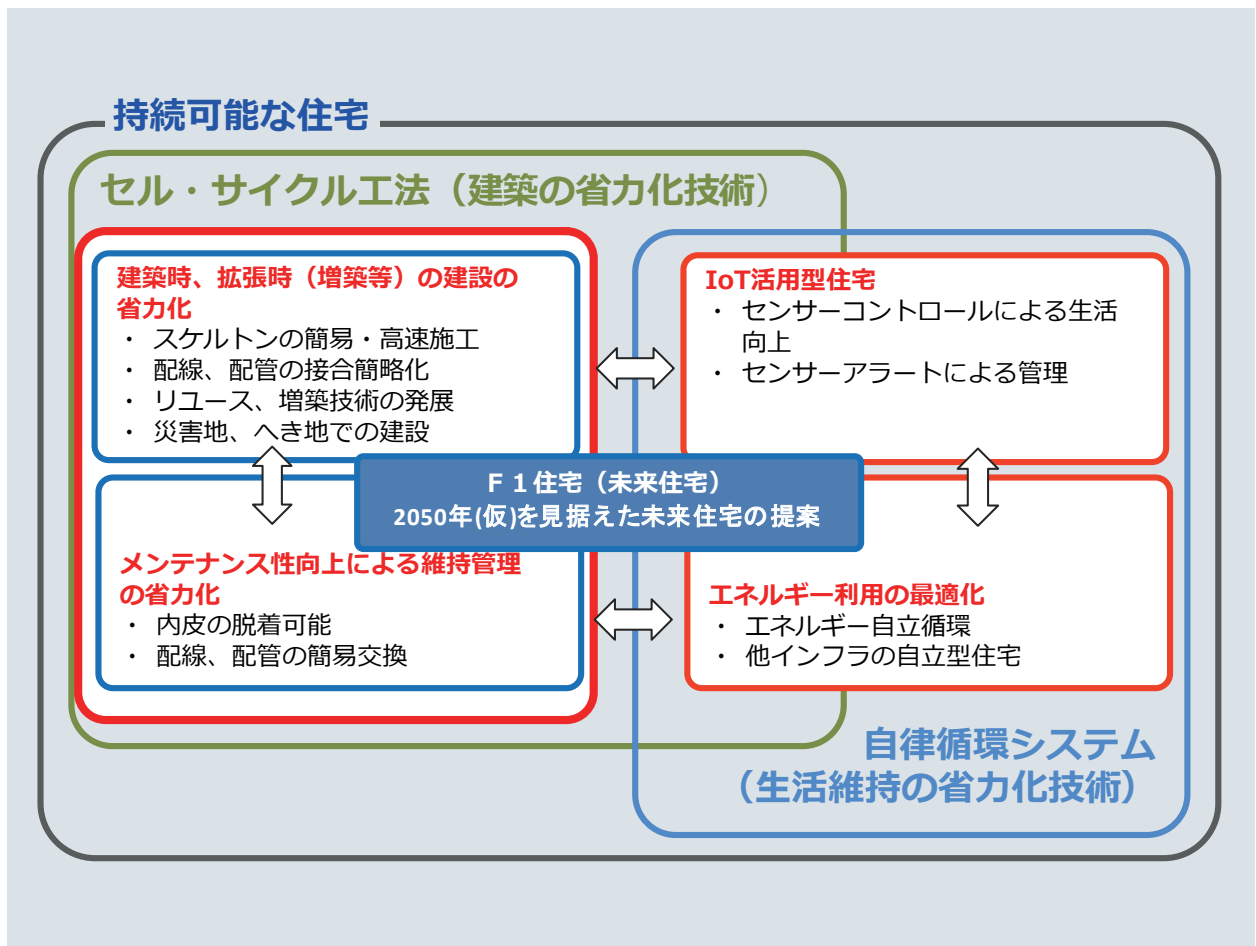 持続可能な住宅
セル・サイクル工法（建築の省力化技術）
建築時、拡張時（増築等）の建設の
省力化
・ スケルトンの簡易・高速施工
・ 配線、配管の接合簡略化
・ リユース、増築技術の発展
・ 災害地、へき地での建設
IoT活用型住宅
・ センサーコントロールによる生活
向上
・ センサーアラートによる管理
Ｆ１住宅（未来住宅）
2050年(仮)を見据えた未来住宅の提案
メンテナンス性向上による維持管理
の省力化
・ 内皮の脱着可能
・ 配線、配管の簡易交換
エネルギー利用の最適化
・ エネルギー自立循環
・ 他インフラの自立型住宅
自律循環システム
（生活維持の省力化技術）